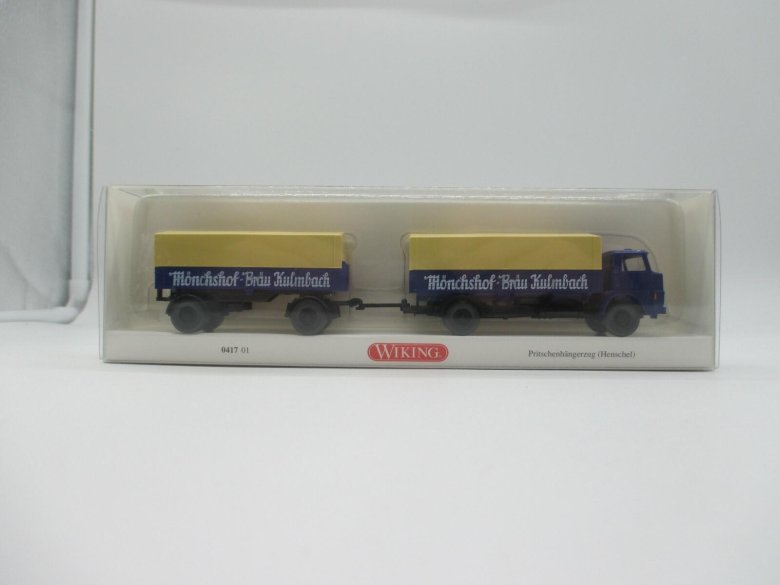 Mönchshof-Bräu Kulmbach
Mönchshof-Bräu Kulmbach
0417 01
WIKING
Pritschenhängerzug (Henschel)